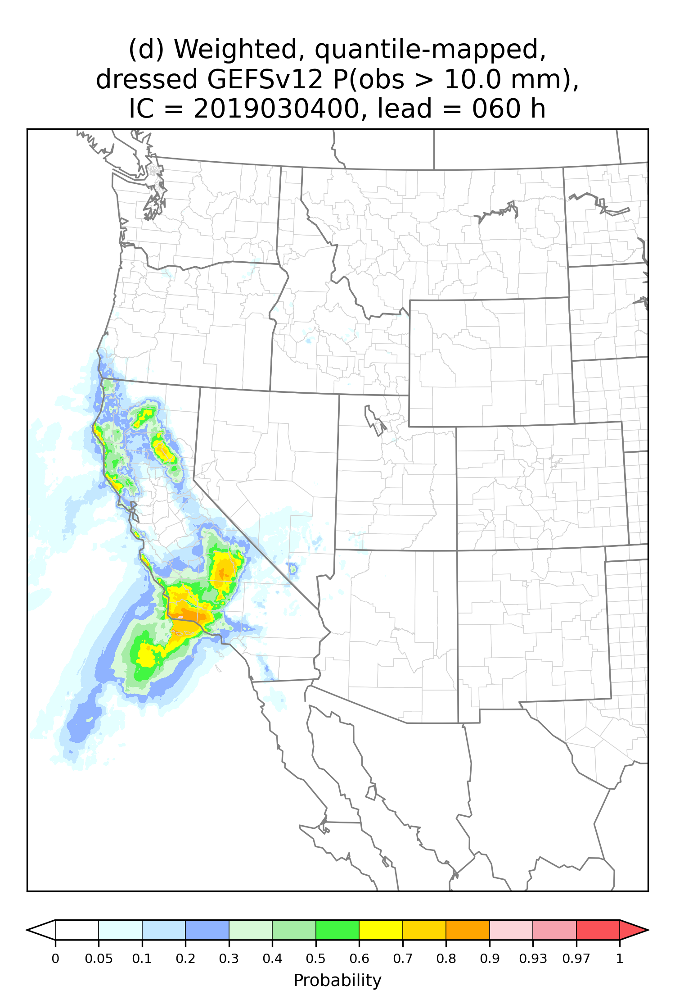 (d) Weighted, quantile-mapped,
dressed GEFSv12 P(obs > 10.0 mm),
IC = 2019030400, lead = 060 h
0 0.05 0.1 0.2 0.3 0.4 0.5 0.6 0.7 0.8 0.9 0.93 0.97 1
Probability